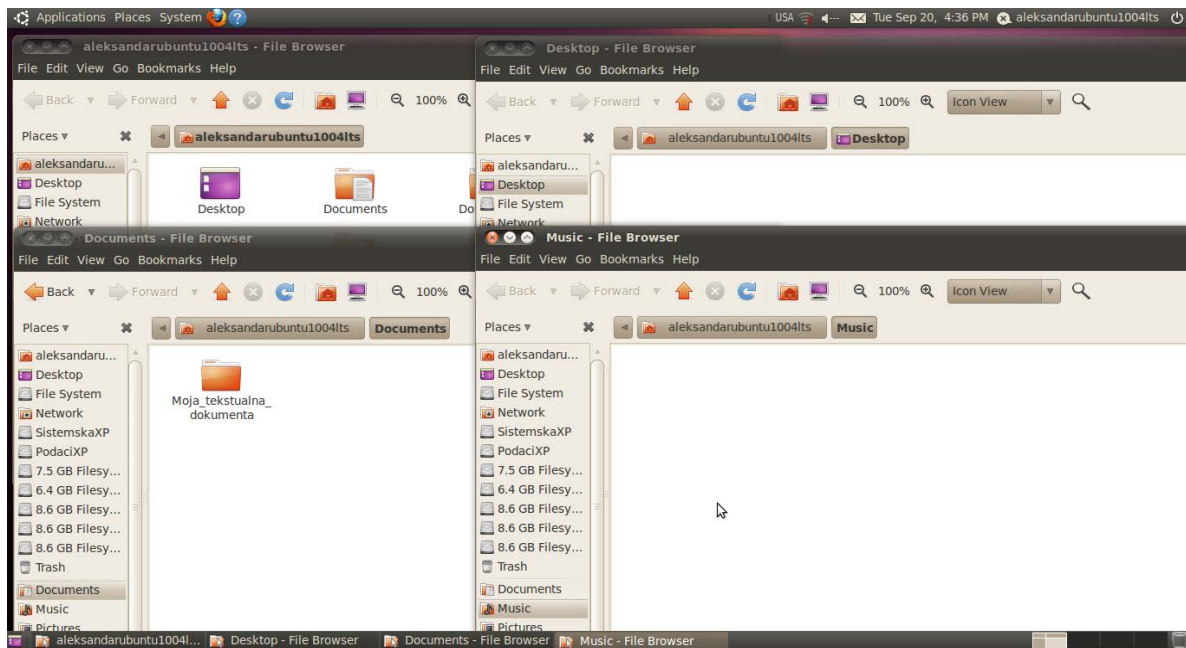 Applications Places System USA Tue Sep 20, 4:36 PM aleksandarubuntu1004lts
aleksandarubuntu1004lts - File Browser
File Edit View Go Bookmarks Help
Back Forward 100%
Places aleksandarubuntu1004lts
aleksandaru...
Desktop
File System
Network
Desktop Documents Do
Desktop - File Browser
File Edit View Go Bookmarks Help
Back Forward 100% Icon View
Places aleksandarubuntu1004lts Desktop
aleksandaru...
Desktop
File System
Network
Documents - File Browser
File Edit View Go Bookmarks Help
Back Forward 100%
Places aleksandarubuntu1004lts Documents
aleksandaru...
Desktop
File System
Network
SistemskaXP
PodaciXP
7.5 GB Filesy...
6.4 GB Filesy...
8.6 GB Filesy...
8.6 GB Filesy...
8.6 GB Filesy...
Trash
Documents
Music
Pictures
Moja_tekstualna_
dokumenta
Music - File Browser
File Edit View Go Bookmarks Help
Back Forward 100% Icon View
Places aleksandarubuntu1004lts Music
aleksandaru...
Desktop
File System
Network
SistemskaXP
PodaciXP
7.5 GB Filesy...
6.4 GB Filesy...
8.6 GB Filesy...
8.6 GB Filesy...
8.6 GB Filesy...
Trash
Documents
Music
Pictures
aleksandarubuntu1004l... Desktop - File Browser Documents - File Browser Music - File Browser